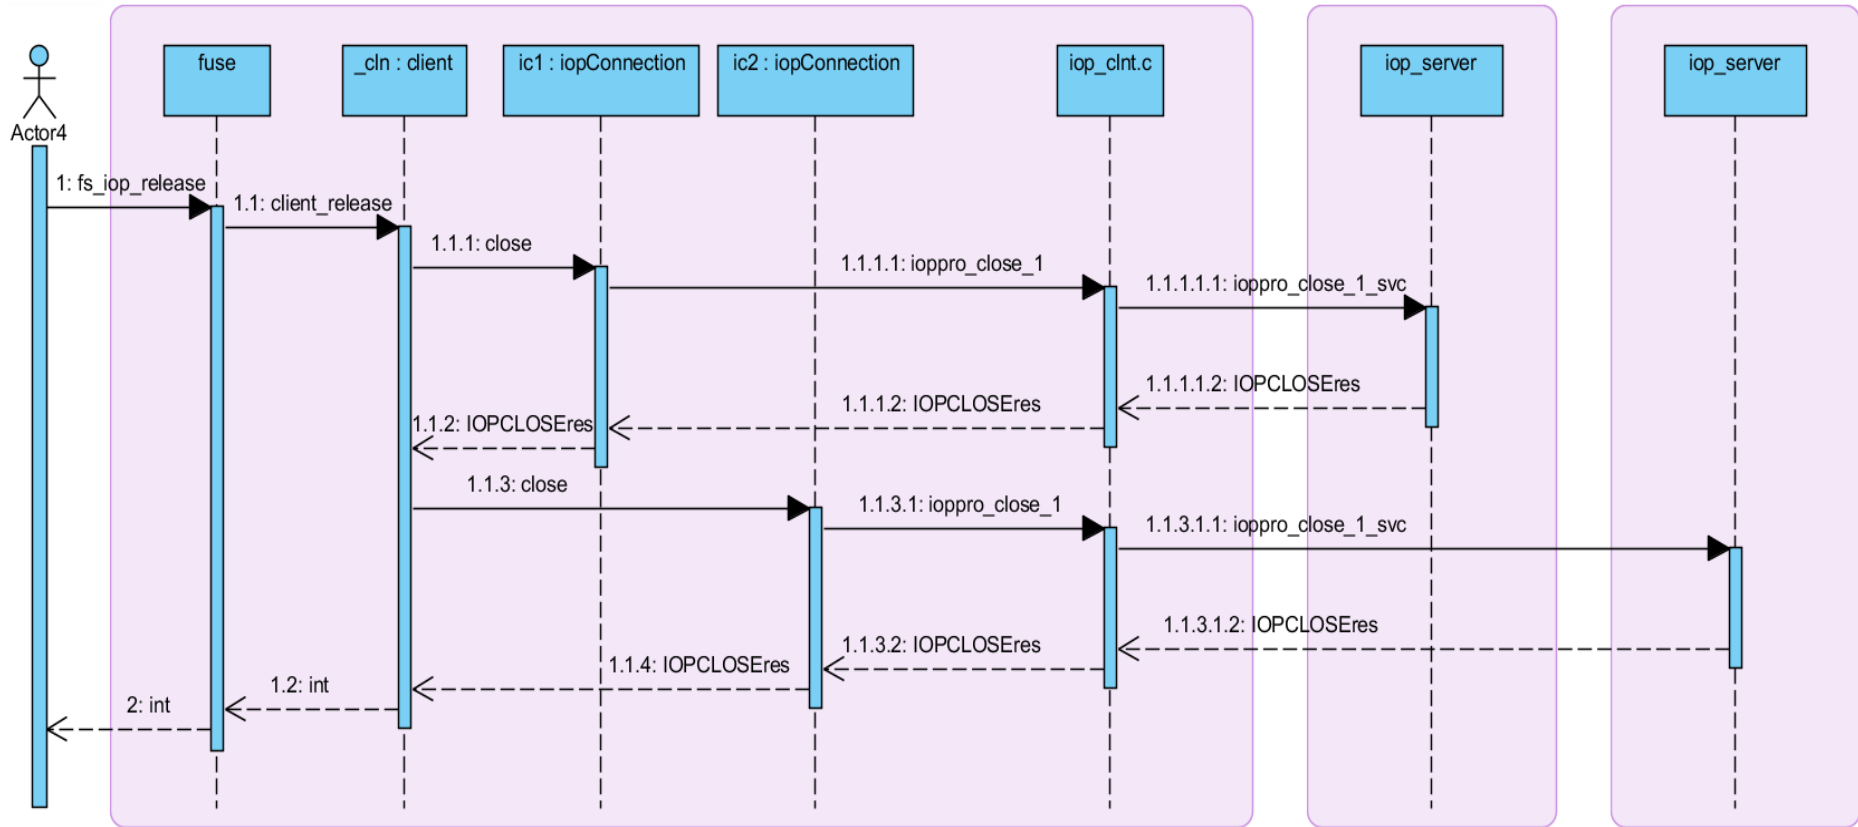 fuse
_cln : client
ic1 : iopConnection
ic2 : iopConnection
iop_clnt.c
iop_server
iop_server
Actor4
1: fs_iop_release
1.1: client_release
1.1.1: close
1.1.1.1: ioppro_close_1
1.1.1.1.1: ioppro_close_1_svc
1.1.1.1.2: IOPCLOSEres
1.1.1.2: IOPCLOSEres
1.1.2: IOPCLOSEres
1.1.3: close
1.1.3.1: ioppro_close_1
1.1.3.1.1: ioppro_close_1_svc
1.1.3.1.2: IOPCLOSEres
1.1.3.2: IOPCLOSEres
1.1.4: IOPCLOSEres
1.2: int
2: int